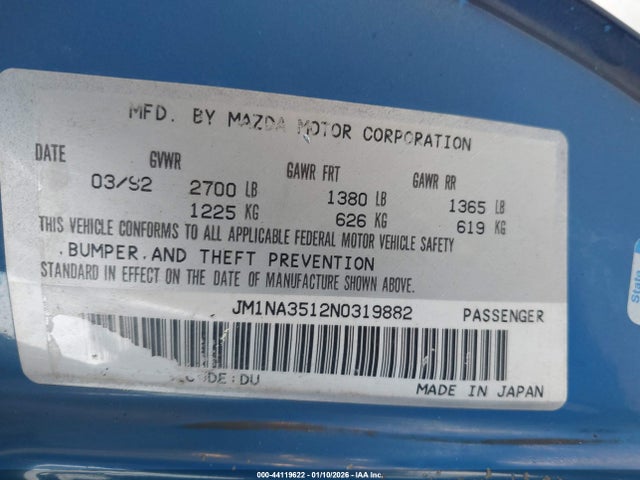 MFD. BY MAZDA MOTOR CORPORATION
DATE GVWR GAWR FRT GAWR RR
03/92 2700 LB 1380 LB 1365 LB
1225 KG 626 KG 619 KG
THIS VEHICLE CONFORMS TO ALL APPLICABLE FEDERAL MOTOR VEHICLE SAFETY
BUMPER AND THEFT PREVENTION
STANDARD IN EFFECT ON THE DATE OF MANUFACTURE SHOWN ABOVE.
JM1NA3512N0319882 PASSENGER
CODE:DU
MADE IN JAPAN
000-44119622 - 01/10/2026 - IAA Inc.